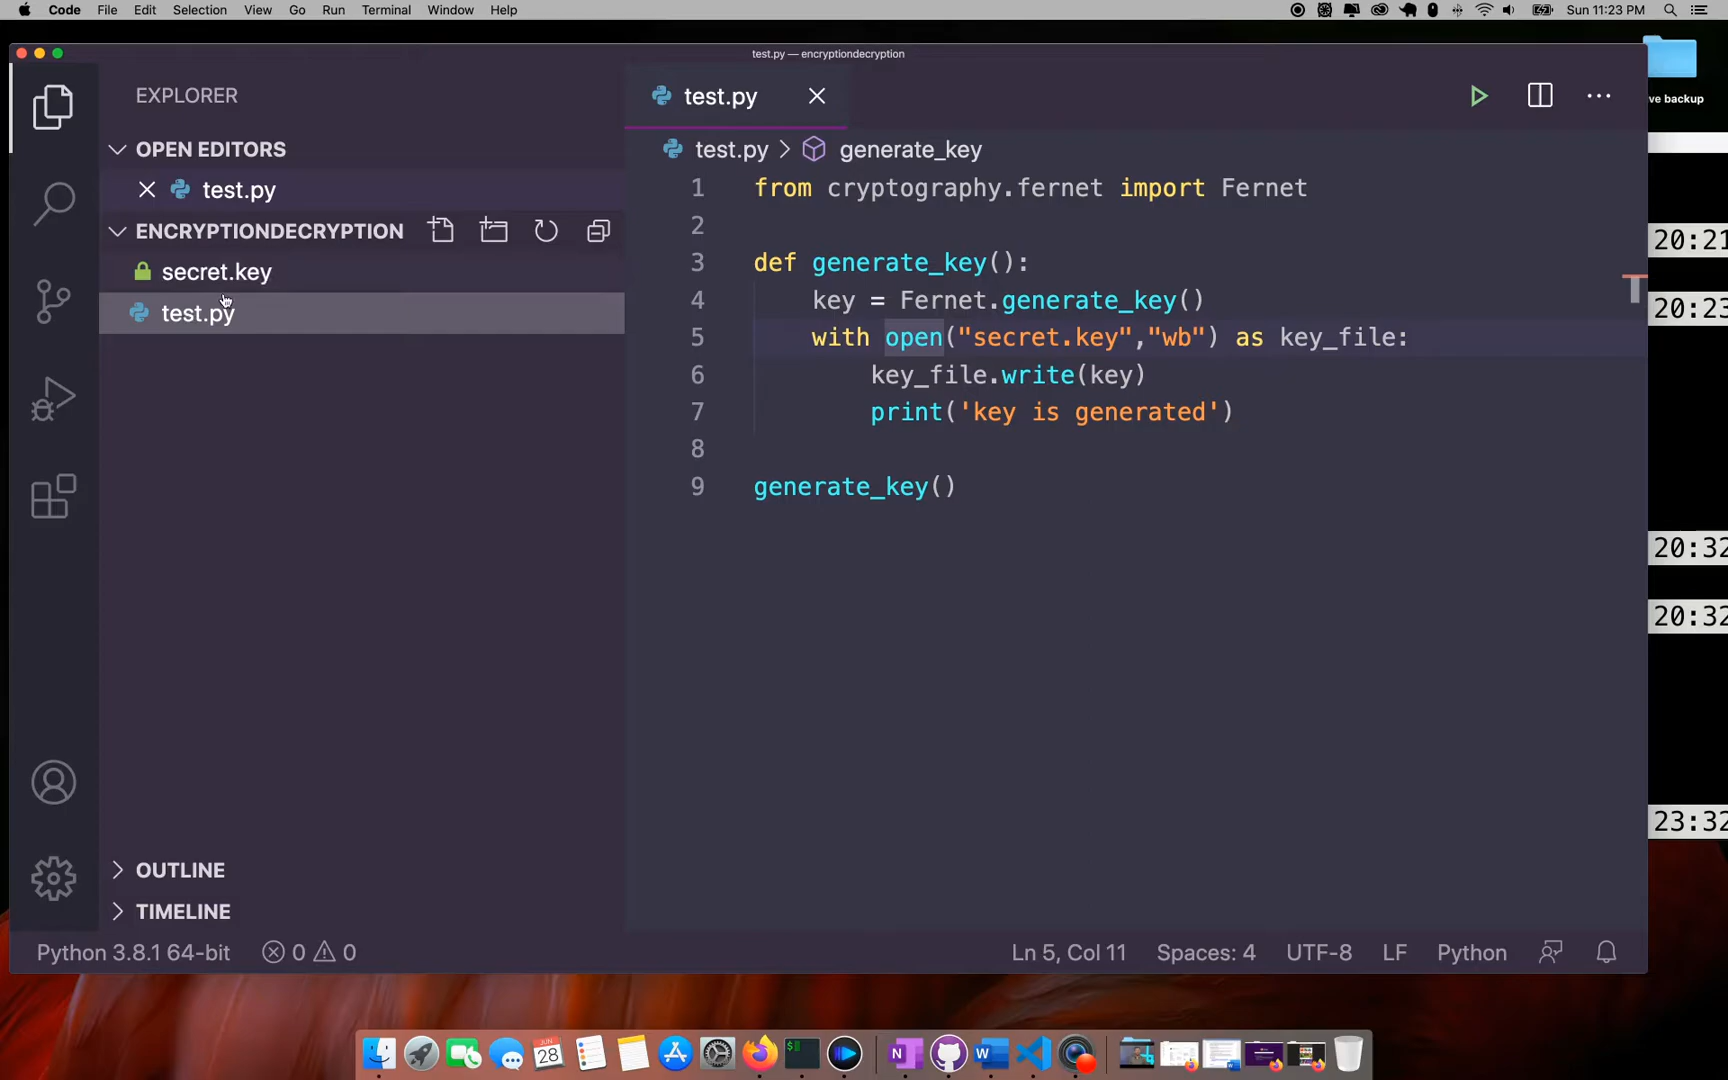 Code File Edit Selection View Go Run Terminal Window Help Sun 11:23 PM
test.py — encryptiondecryption
ve backup
EXPLORER
OPEN EDITORS
test.py
ENCRYPTIONDECRYPTION
secret.key
test.py
OUTLINE
TIMELINE
test.py
test.py > generate_key
1 from cryptography.fernet import Fernet
2
3 def generate_key():
4 key = Fernet.generate_key()
5 with open("secret.key","wb") as key_file:
6 key_file.write(key)
7 print('key is generated')
8
9 generate_key()
20:21
20:23
20:32
20:32
23:32
Python 3.8.1 64-bit 0 0 Ln 5, Col 11 Spaces: 4 UTF-8 LF Python
JUN
28